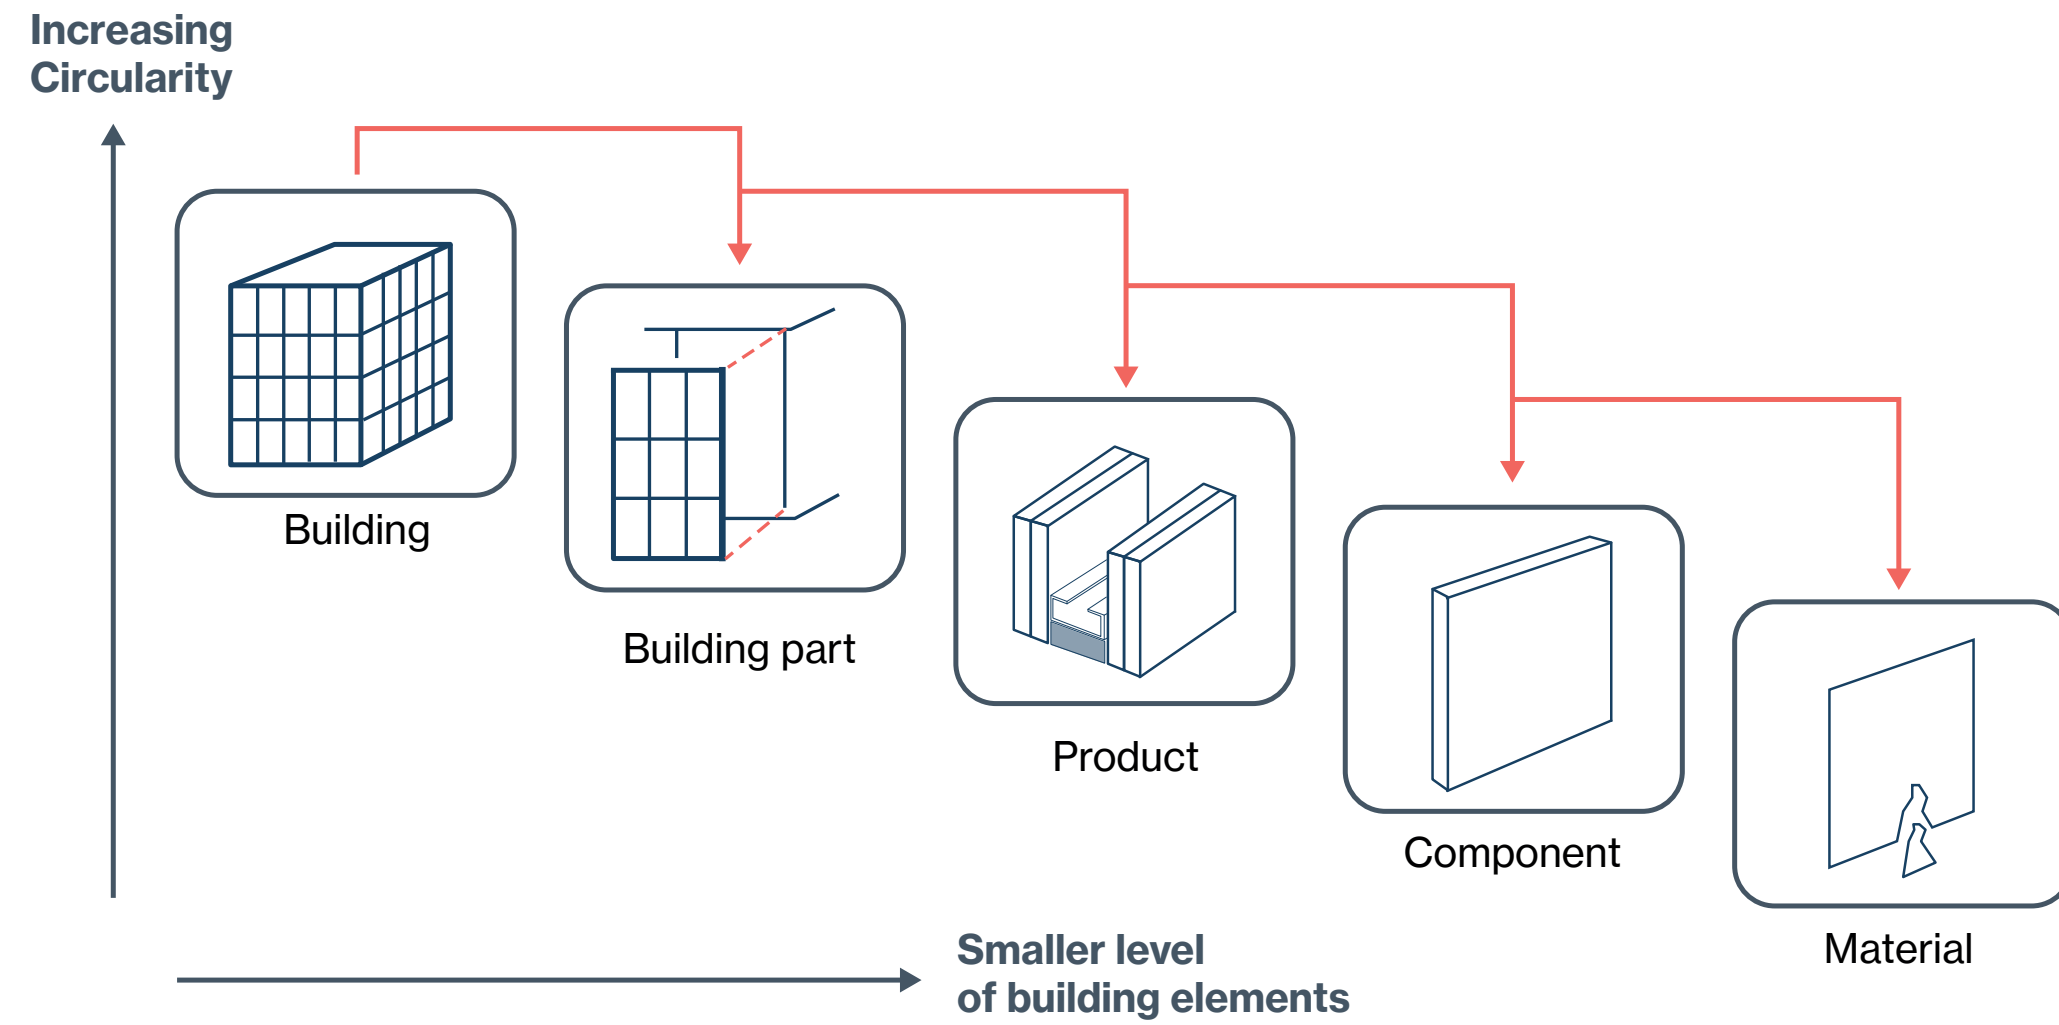 Increasing
Circularity
Building
Building part
Product
Component
Material
Smaller level
of building elements